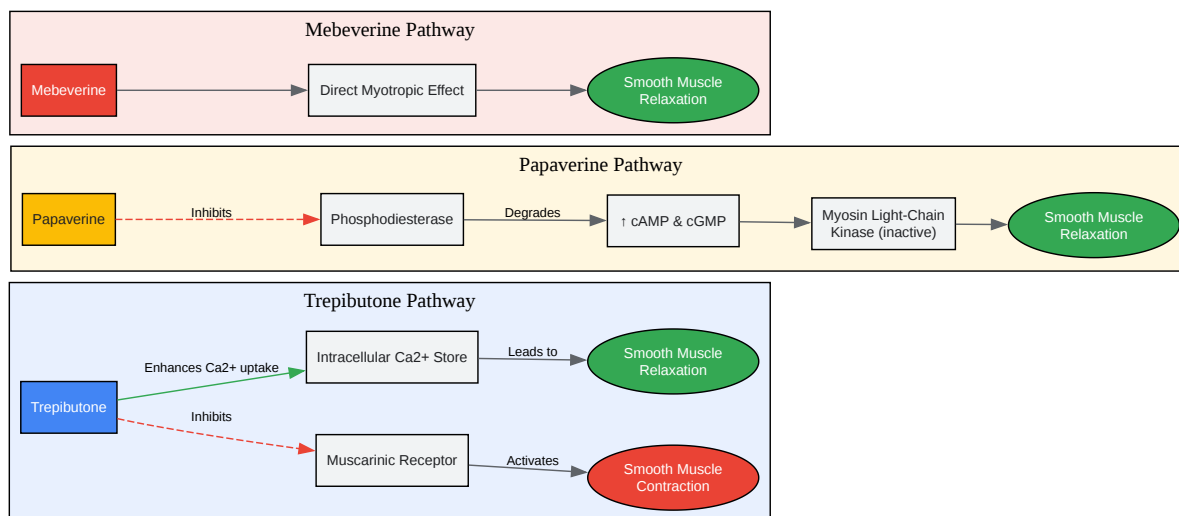 Mebeverine Pathway
Mebeverine
Direct Myotropic Effect
Smooth Muscle
Relaxation
Papaverine Pathway
Papaverine
Inhibits
Phosphodiesterase
Degrades
↑ cAMP & cGMP
Myosin Light-Chain
Kinase (inactive)
Smooth Muscle
Relaxation
Trepibutone Pathway
Trepibutone
Enhances Ca2+ uptake
Intracellular Ca2+ Store
Leads to
Smooth Muscle
Relaxation
Inhibits
Muscarinic Receptor
Activates
Smooth Muscle
Contraction